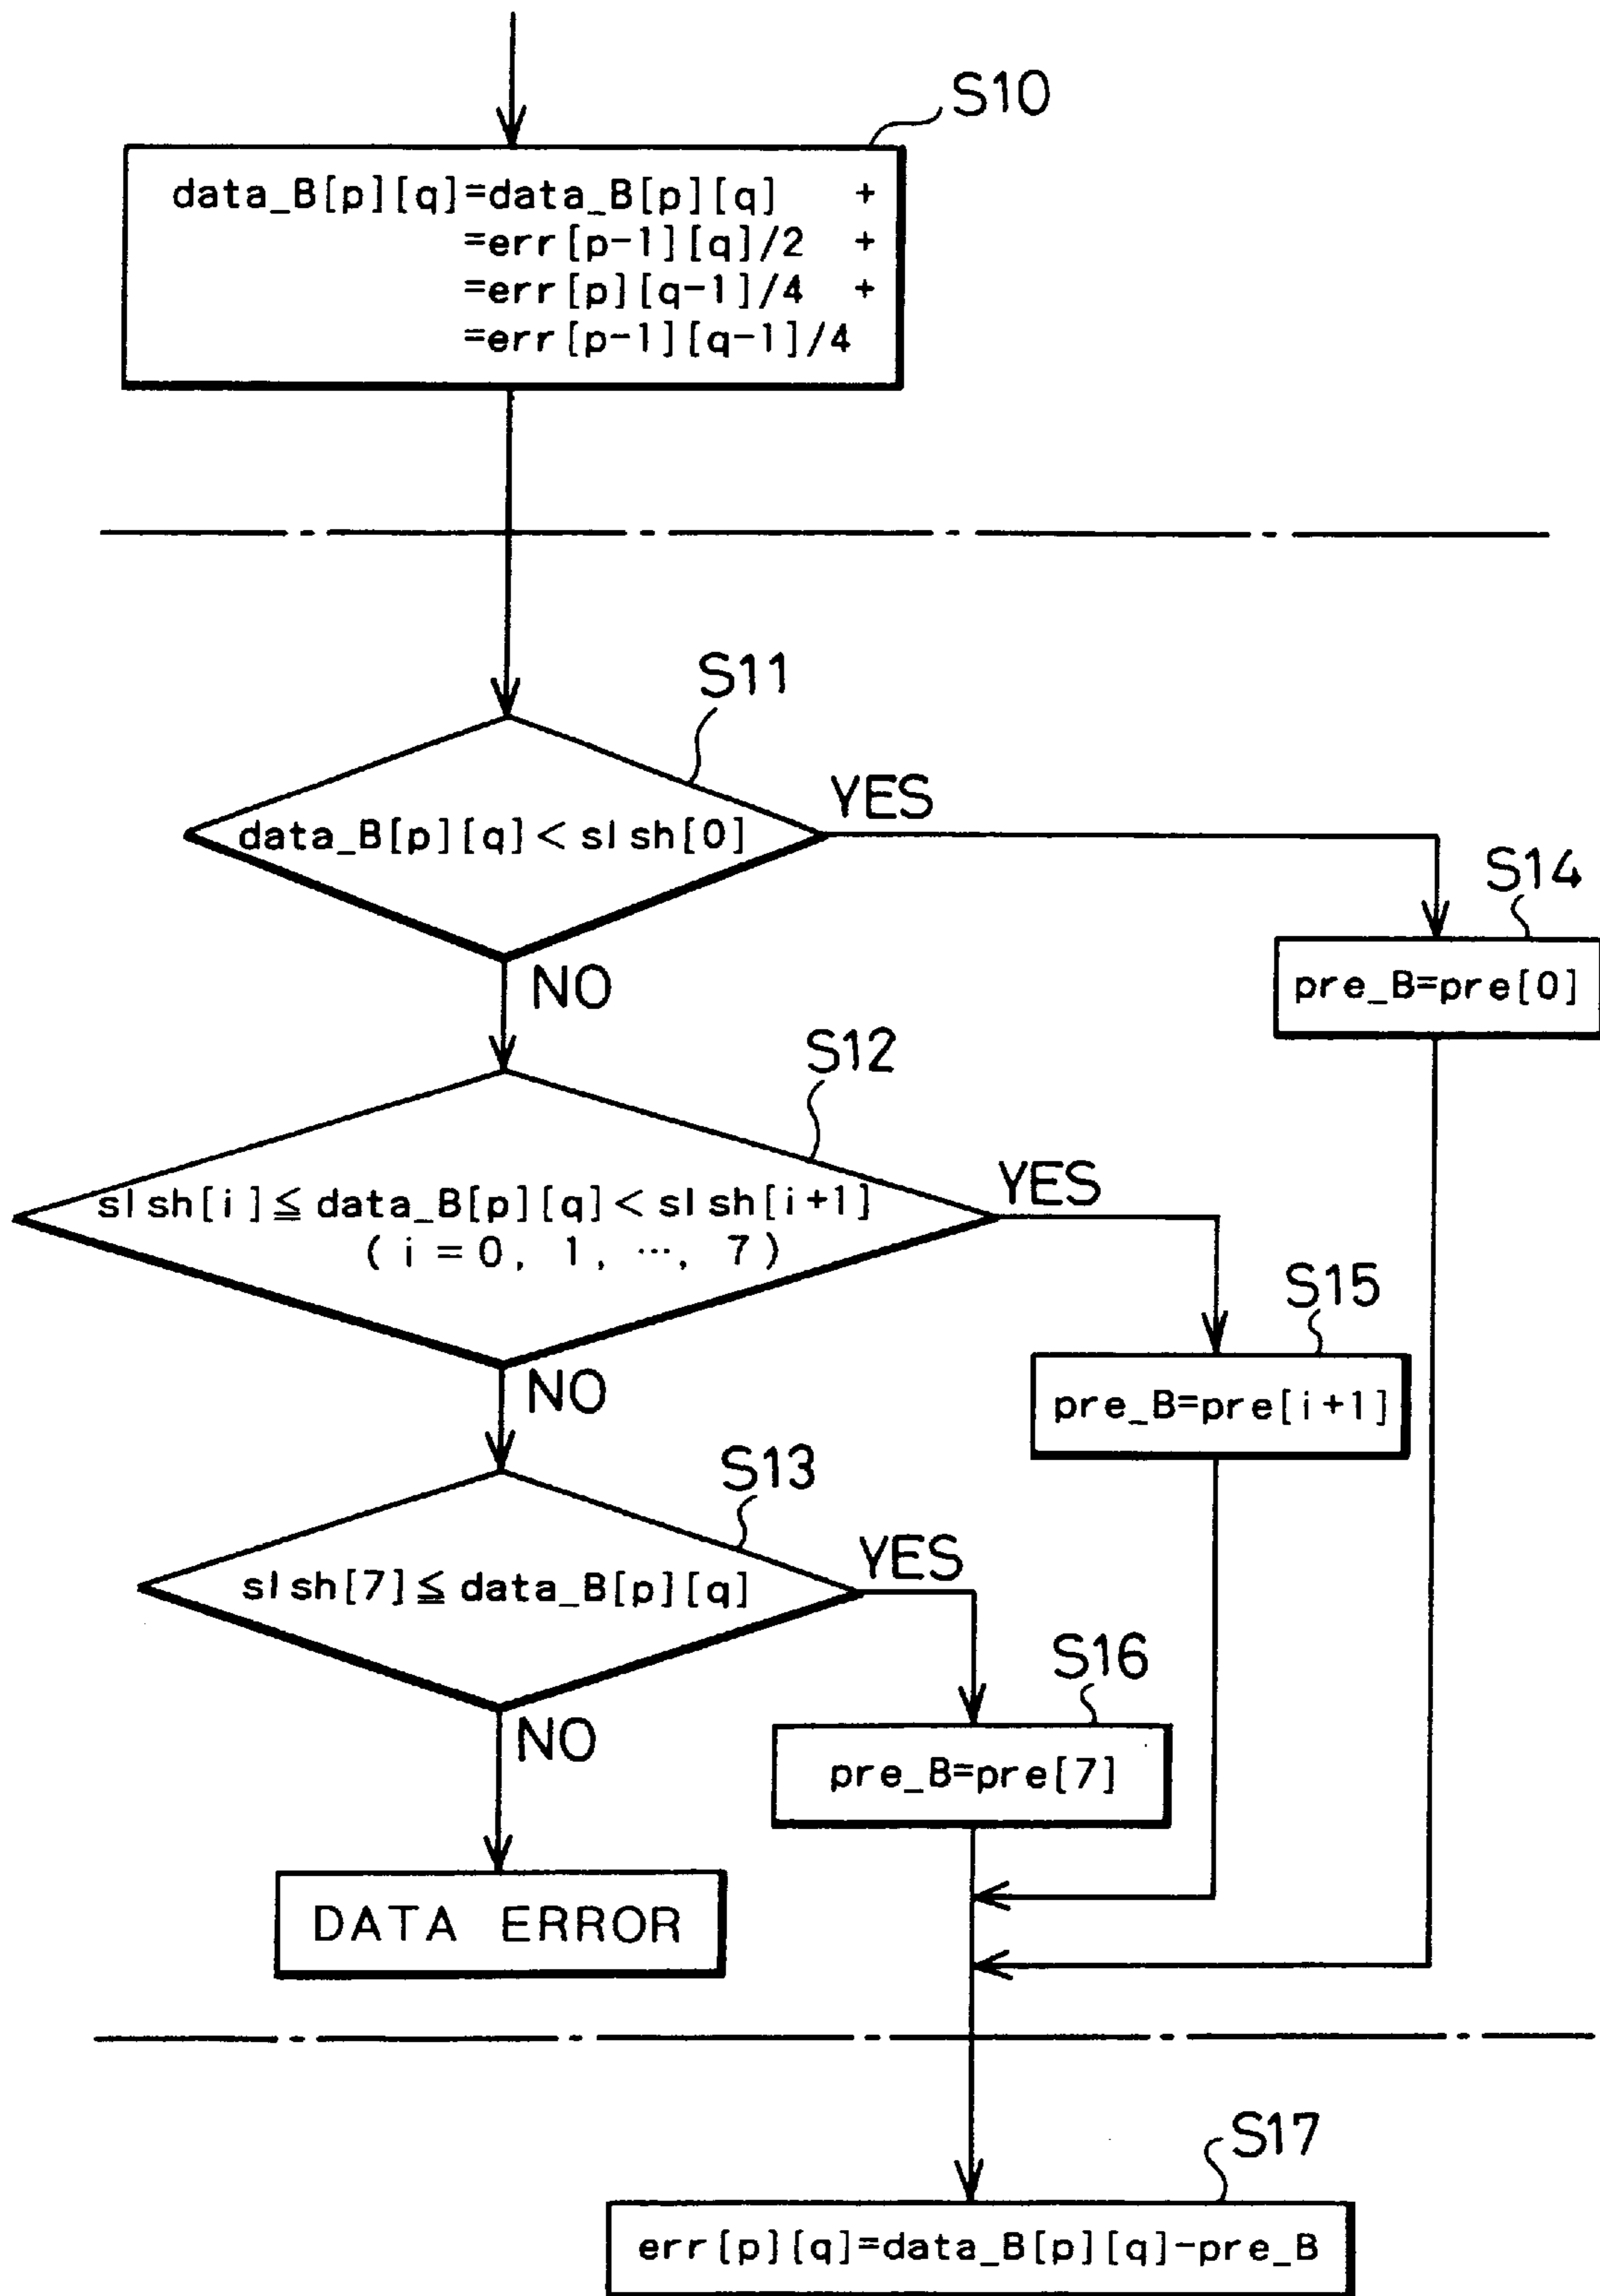 S10
data_B[p][q]=data_B[p][q] +
=err[p-1][q]/2 +
=err[p][q-1]/4 +
=err[p-1][q-1]/4
S11
data_B[p][q] < slsh[0]
YES
NO
S14
pre_B=pre[0]
S12
slsh[i] ≦ data_B[p][q] < slsh[i+1]
( i = 0, 1, …, 7 )
YES
NO
S15
pre_B=pre[i+1]
S13
slsh[7] ≦ data_B[p][q]
YES
NO
S16
pre_B=pre[7]
DATA ERROR
S17
err[p][q]=data_B[p][q]-pre_B